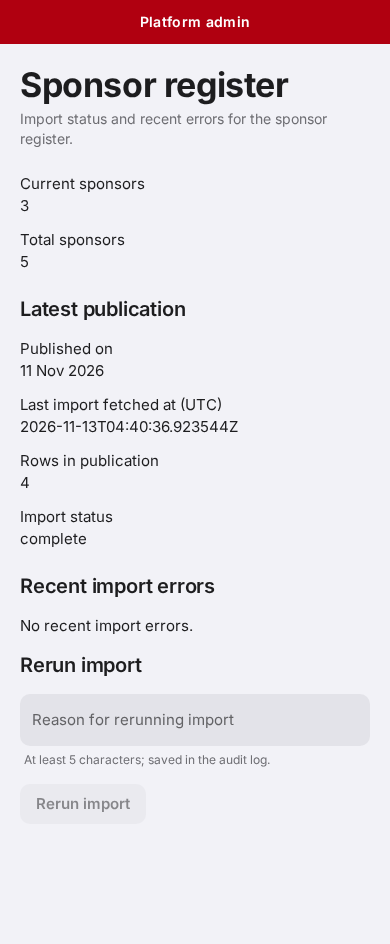 Platform admin
Sponsor register
Import status and recent errors for the sponsor
register.
Current sponsors
3
Total sponsors
5
Latest publication
Published on
11 Nov 2026
Last import fetched at (UTC)
2026-11-13T04:40:36.923544Z
Rows in publication
4
Import status
complete
Recent import errors
No recent import errors.
Rerun import
Reason for rerunning import
At least 5 characters; saved in the audit log.
Rerun import